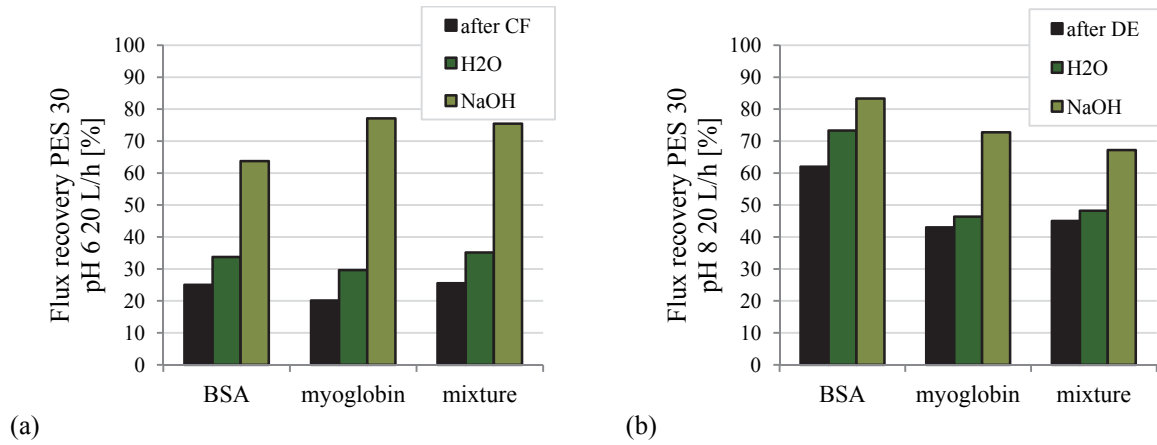 Flux recovery PES 30
pH 6 20 L/h [%]
after CF
H2O
NaOH
100
90
80
70
60
50
40
30
20
10
0
BSA
myoglobin
mixture
(a)
Flux recovery PES 30
pH 8 20 L/h [%]
after DE
H2O
NaOH
100
90
80
70
60
50
40
30
20
10
0
BSA
myoglobin
mixture
(b)